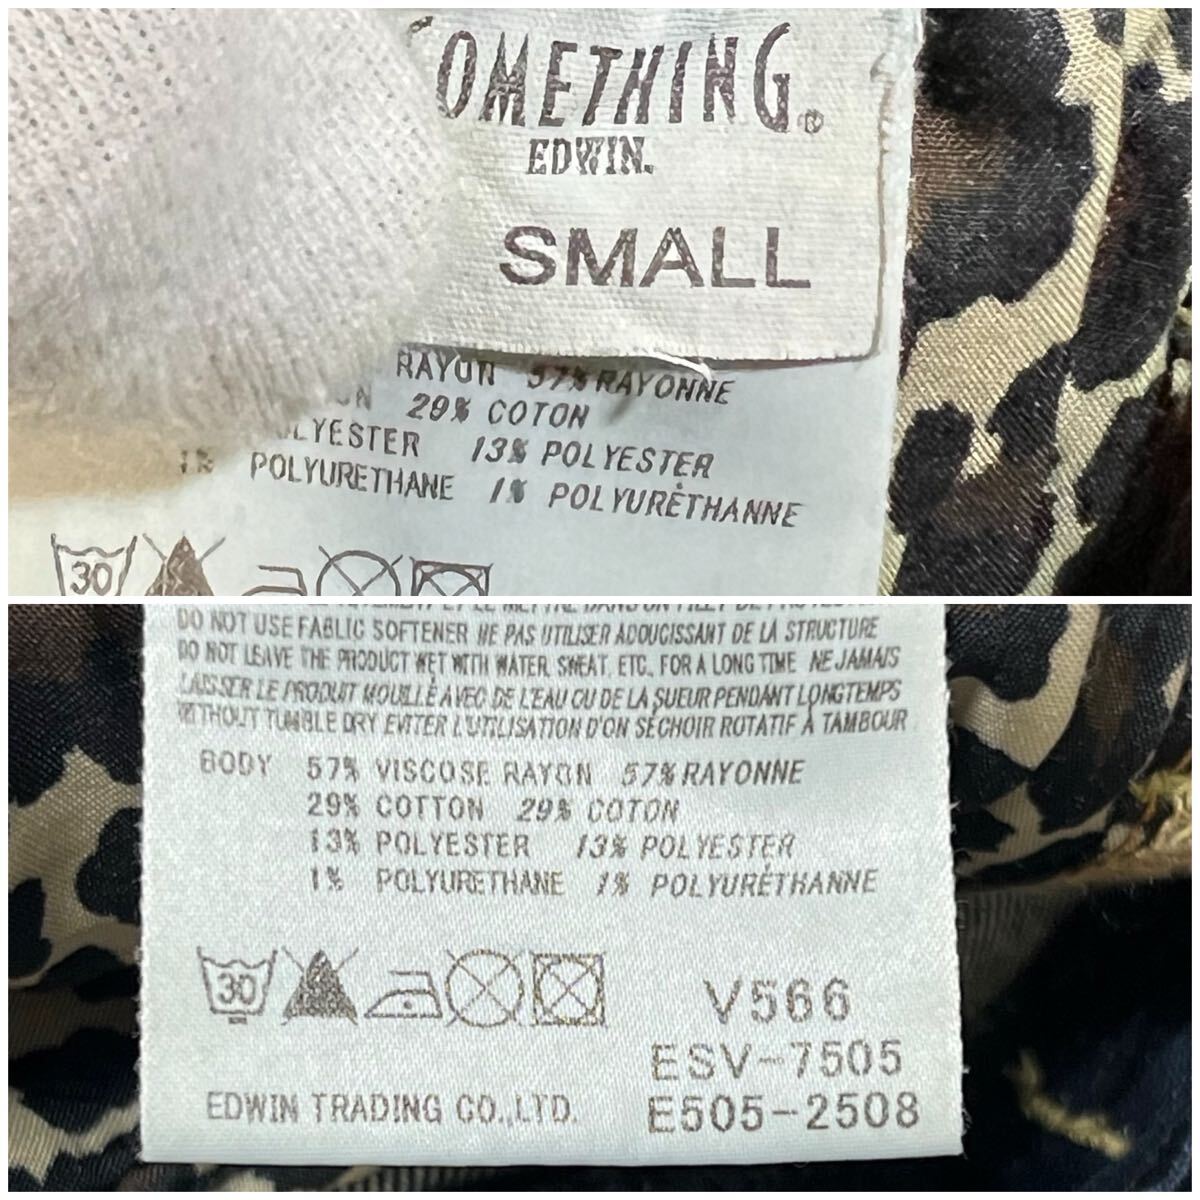 OMETHING®
EDWIN.
SMALL
RAYON 57% RAYONNE
29% COTON
LYESTER 13% POLYESTER
1% POLYURETHANE 1% POLYURÉTHANNE
30
DO NOT USE FABLIC SOFTENER NE PAS UTILISER ADOUCISSANT DE LA STRUCTURE
DO NOT LEAVE THE PRODUCT WET WITH WATER, SWEAT, ETC, FOR A LONG TIME NE JAMAIS
LAISSER LE PRODUIT MOUILLÉ AVEC DE L'EAU OU DE LA SUEUR PENDANT LONGTEMPS
WITHOUT TUMBLE DRY EVITER L'UTILISATION D'ON SÉCHOIR ROTATIF À TAMBOUR
BODY 57% VISCOSE RAYON 57% RAYONNE
29% COTTON 29% COTON
13% POLYESTER 13% POLYESTER
1% POLYURETHANE 1% POLYURÉTHANNE
30
V566
ESV-7505
EDWIN TRADING CO.,LTD. E505-2508